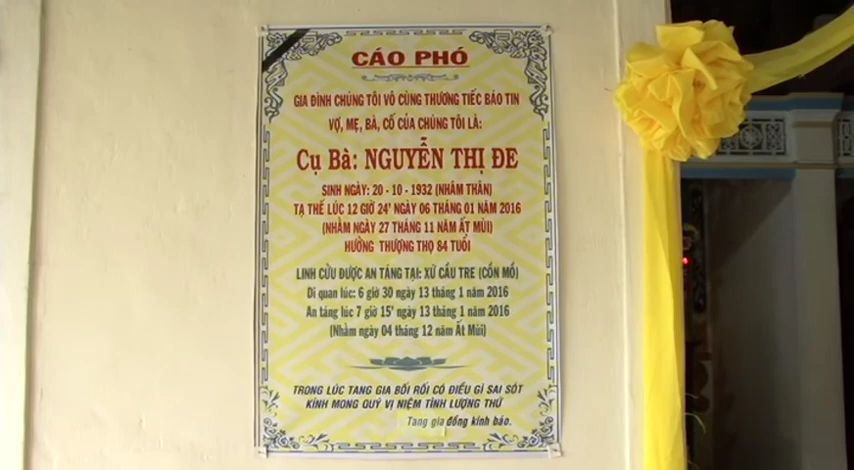 CÁO PHÓ
GIA ĐÌNH CHÚNG TÔI VÔ CÙNG THƯƠNG TIẾC BÁO TIN
VỢ, MẸ, BÀ, CỐ CỦA CHÚNG TÔI LÀ:
Cụ Bà: NGUYỄN THỊ ĐE
SINH NGÀY: 20 - 10 - 1932 (NHÂM THÂN)
TẠ THẾ LÚC 12 GIỜ 24' NGÀY 06 THÁNG 01 NĂM 2016
(NHẰM NGÀY 27 THÁNG 11 NĂM ẤT MÙI)
HƯỞNG THƯỢNG THỌ 84 TUỔI
LINH CỬU ĐƯỢC AN TÁNG TẠI: XỨ CẦU TRE (CỒN MỒ)
Di quan lúc: 6 giờ 30 ngày 13 tháng 1 năm 2016
An táng lúc 7 giờ 15' ngày 13 tháng 1 năm 2016
(Nhằm ngày 04 tháng 12 năm Ất Mùi)
TRONG LÚC TANG GIA BỐI RỐI CÓ ĐIỀU GÌ SAI SÓT
KÍNH MONG QUÝ VỊ NIỆM TÌNH LƯỢNG THỨ
Tang gia đồng kính báo.